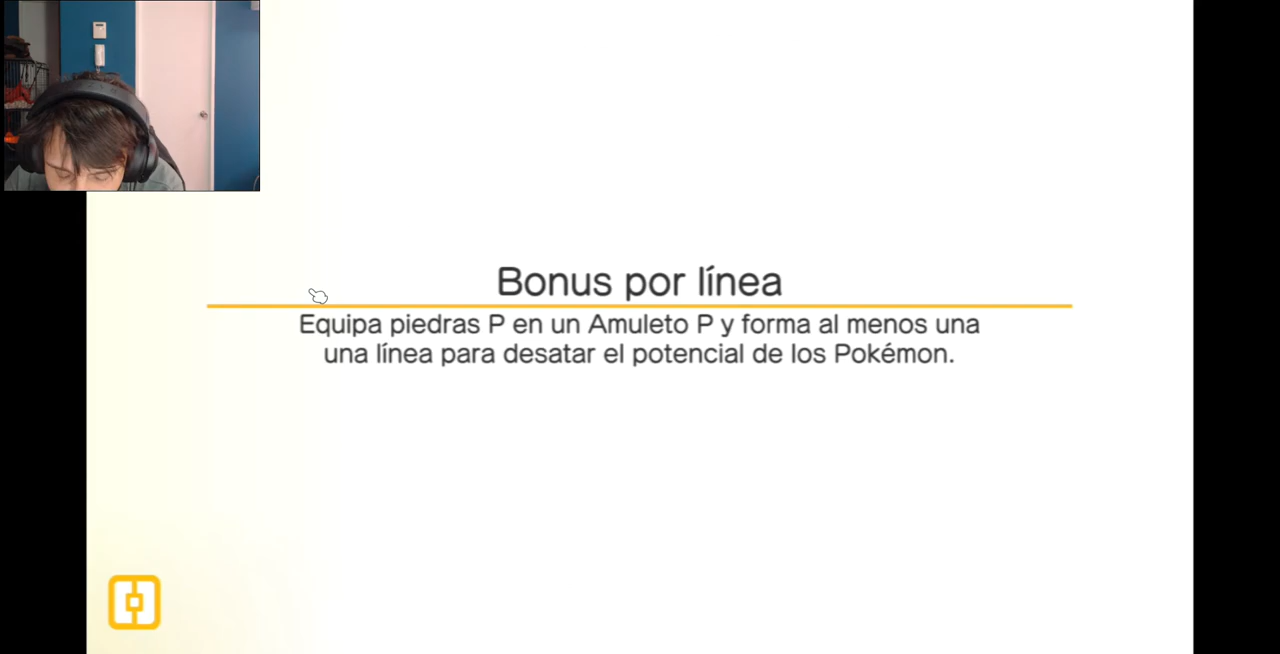 Bonus por línea
Equipa piedras P en un Amuleto P y forma al menos una
una línea para desatar el potencial de los Pokémon.